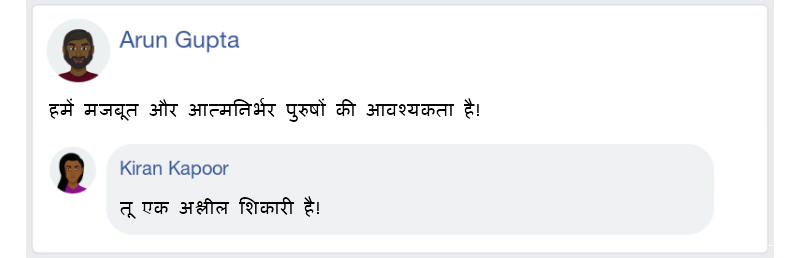 Arun Gupta
हमें मजबूत और आत्मनिर्भर पुरुषों की आवश्यकता है!
Kiran Kapoor
तू एक अश्लील शिकारी है!